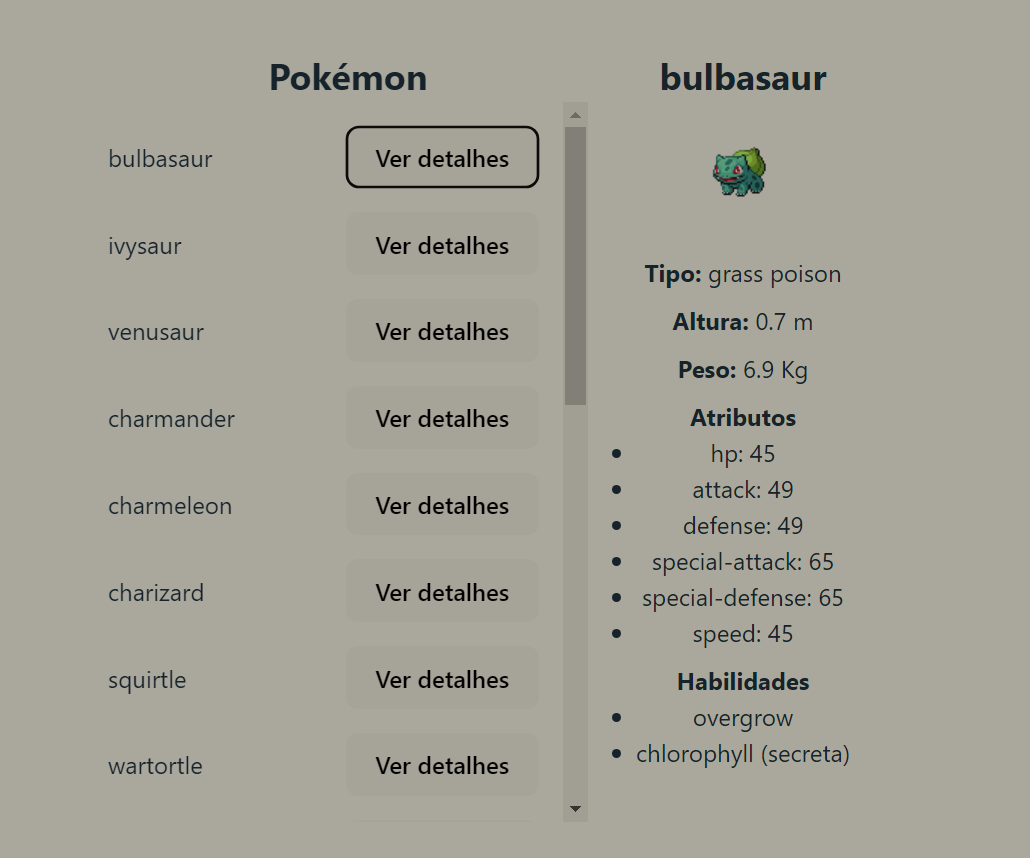 Pokémon
bulbasaur
Ver detalhes
ivysaur
Ver detalhes
venusaur
Ver detalhes
charmander
Ver detalhes
charmeleon
Ver detalhes
charizard
Ver detalhes
squirtle
Ver detalhes
wartortle
Ver detalhes
bulbasaur
Tipo: grass poison
Altura: 0.7 m
Peso: 6.9 Kg
Atributos
hp: 45
attack: 49
defense: 49
special-attack: 65
special-defense: 65
speed: 45
Habilidades
overgrow
chlorophyll (secreta)